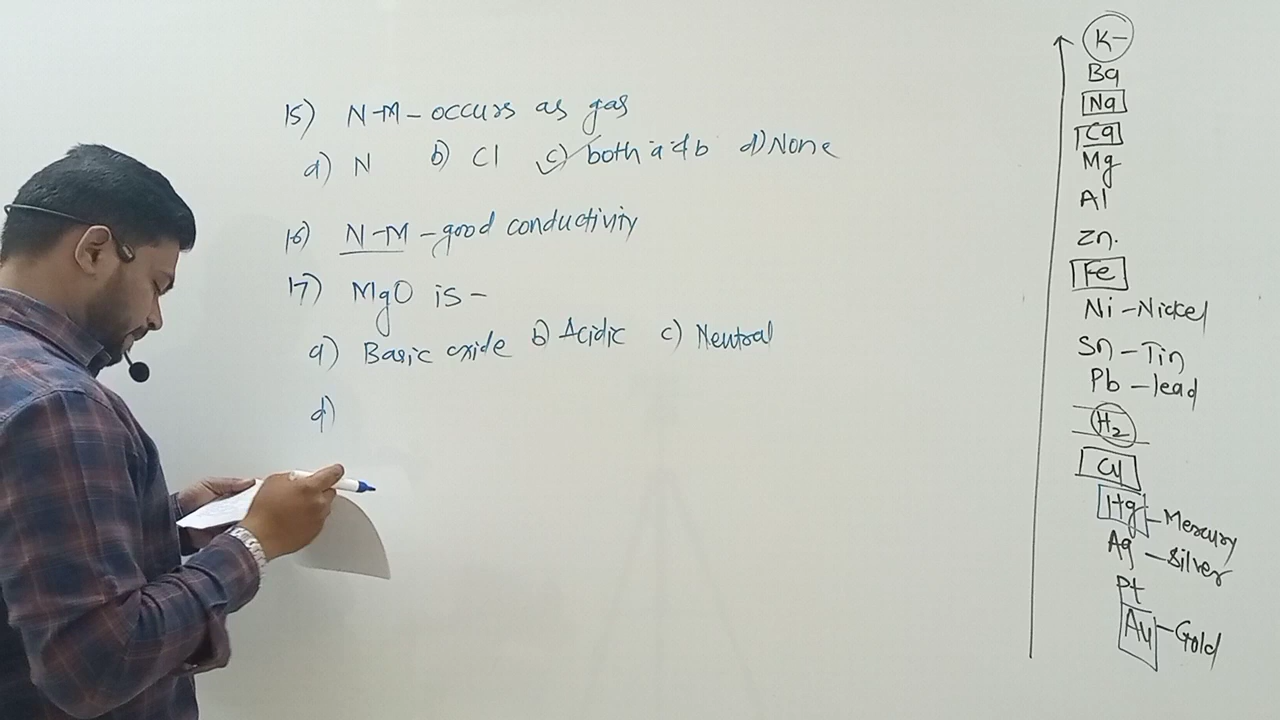 15) N-M - occurs as gas
a) N b) Cl c) both a & b d) None
16) N-M - good conductivity
17) MgO is -
a) Basic oxide b) Acidic c) Neutral
d)
K
Ba
Na
Ca
Mg
Al
Zn.
Fe
Ni - Nickel
Sn - Tin
Pb - lead
H2
Cu
Hg - Mercury
Ag - Silver
Pt
Au - Gold